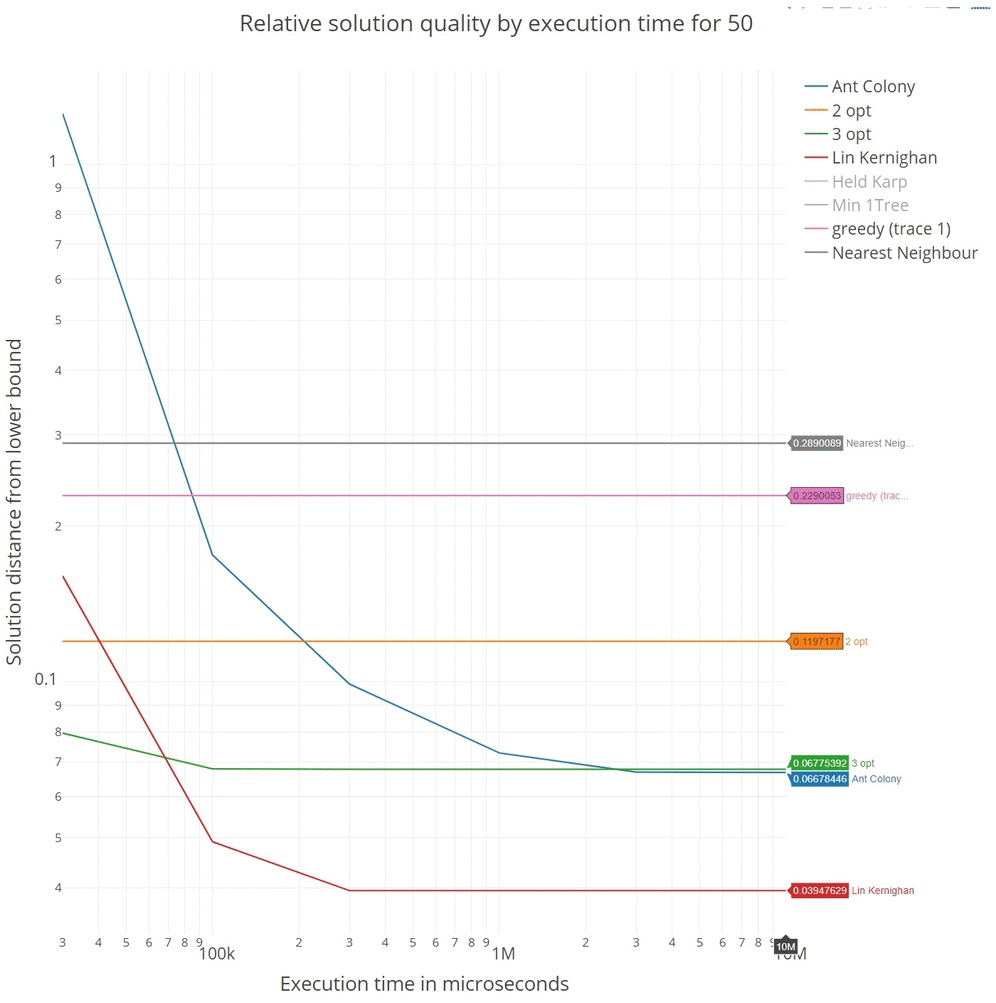 Relative solution quality by execution time for 50
Ant Colony
2 opt
3 opt
Lin Kernighan
Held Karp
Min 1Tree
greedy (trace 1)
Nearest Neighbour
Solution distance from lower bound
1
9
8
7
6
5
4
3
2
0.1
9
8
7
6
5
4
0.2890089 Nearest Neig...
0.2290053 greedy (trac...
0.1197177 2 opt
0.06775392 3 opt
0.06678446 Ant Colony
0.03947629 Lin Kernighan
3 4 5 6 7 8 9 100k 2 3 4 5 6 7 8 9 1M 2 3 4 5 6 7 8 9 10M
10M
Execution time in microseconds